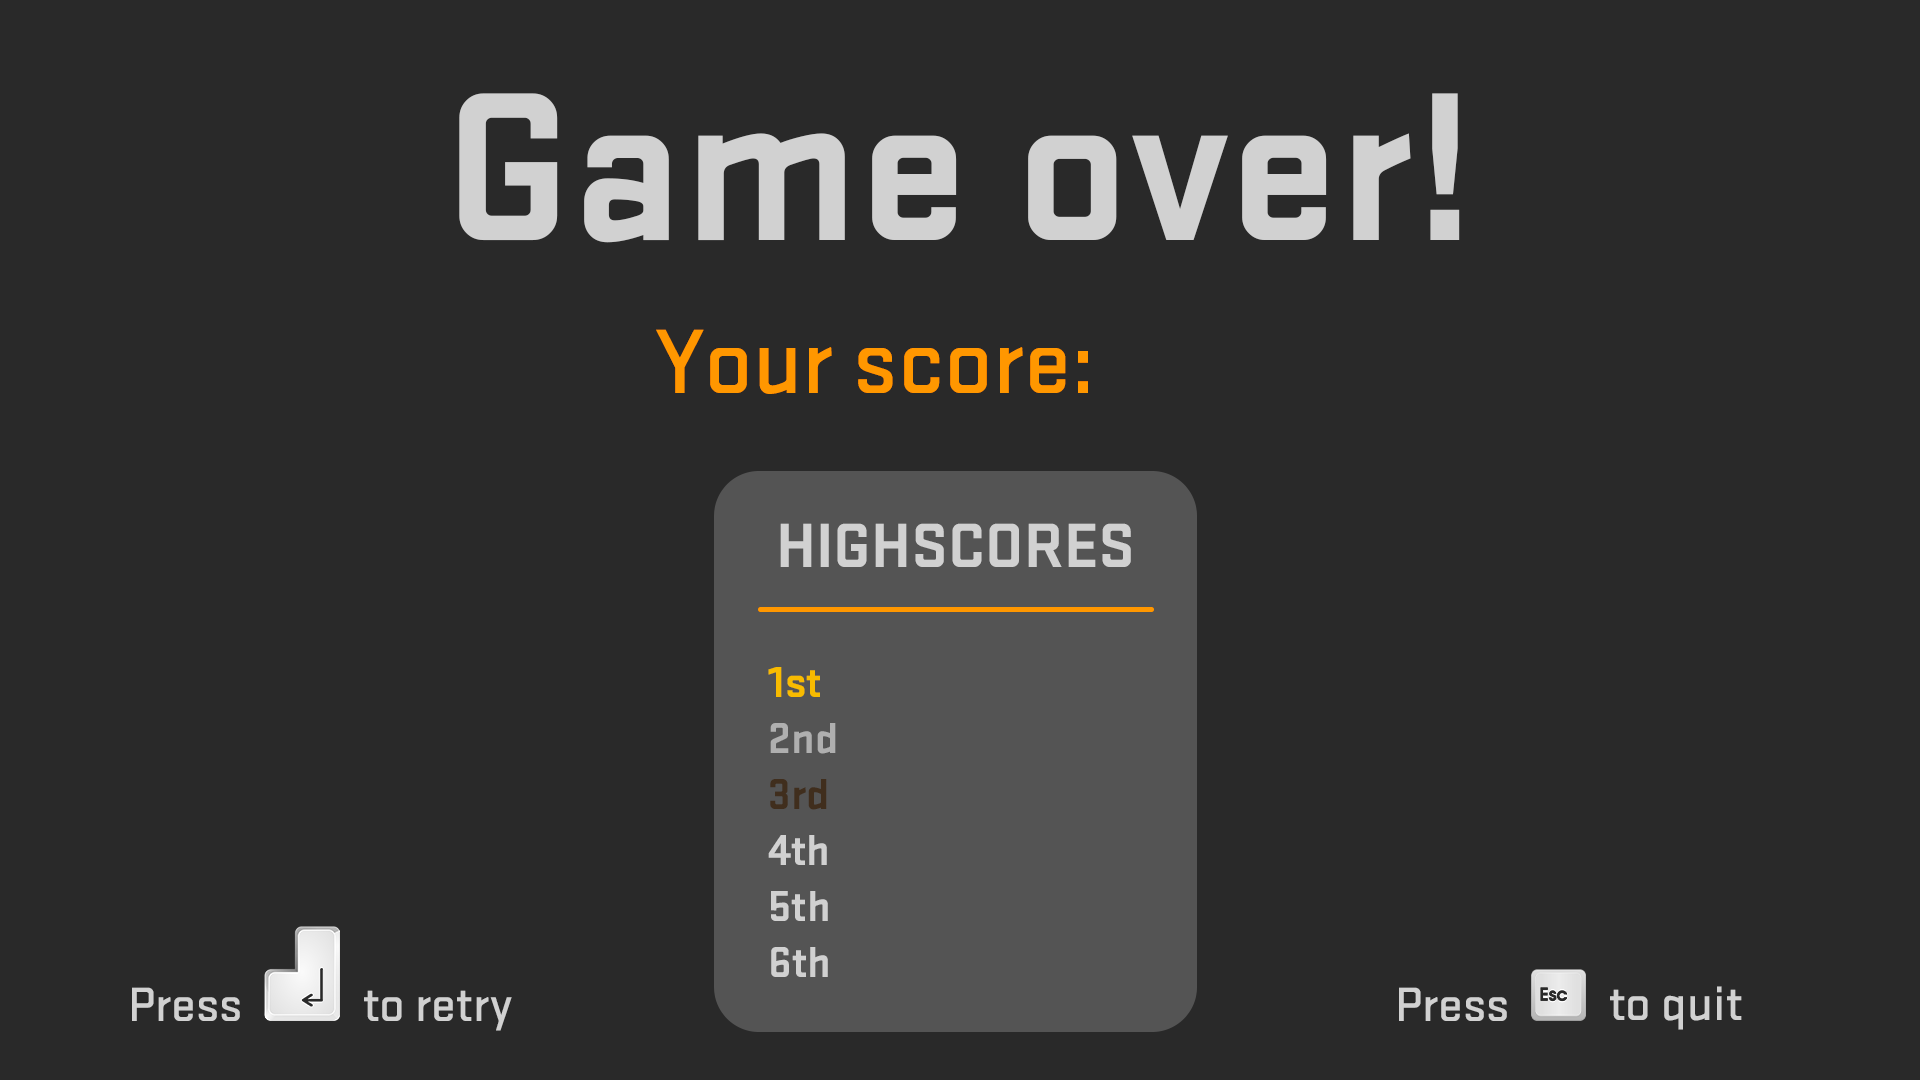 Game over!
Your score:
HIGHSCORES
1st
2nd
3rd
4th
5th
6th
Press to retry
Press Esc to quit